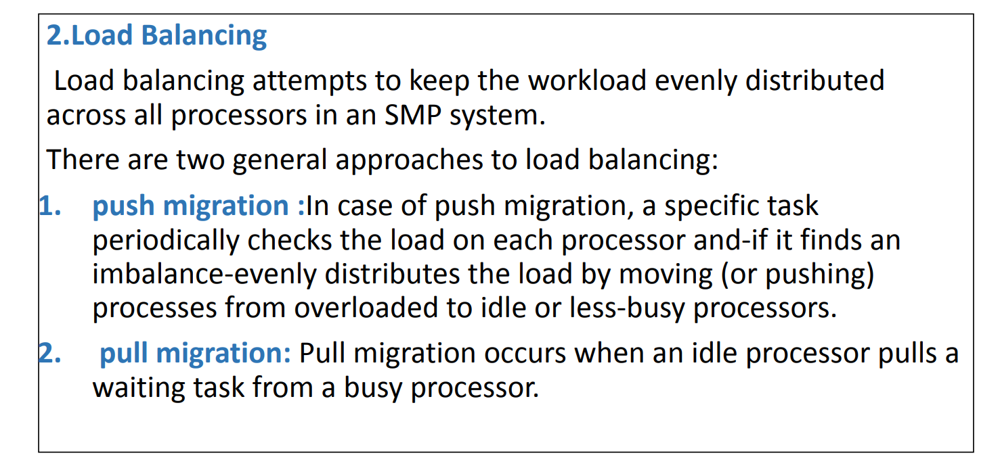 2.Load Balancing
Load balancing attempts to keep the workload evenly distributed
across all processors in an SMP system.
There are two general approaches to load balancing:
1. push migration :In case of push migration, a specific task
periodically checks the load on each processor and-if it finds an
imbalance-evenly distributes the load by moving (or pushing)
processes from overloaded to idle or less-busy processors.
2. pull migration: Pull migration occurs when an idle processor pulls a
waiting task from a busy processor.